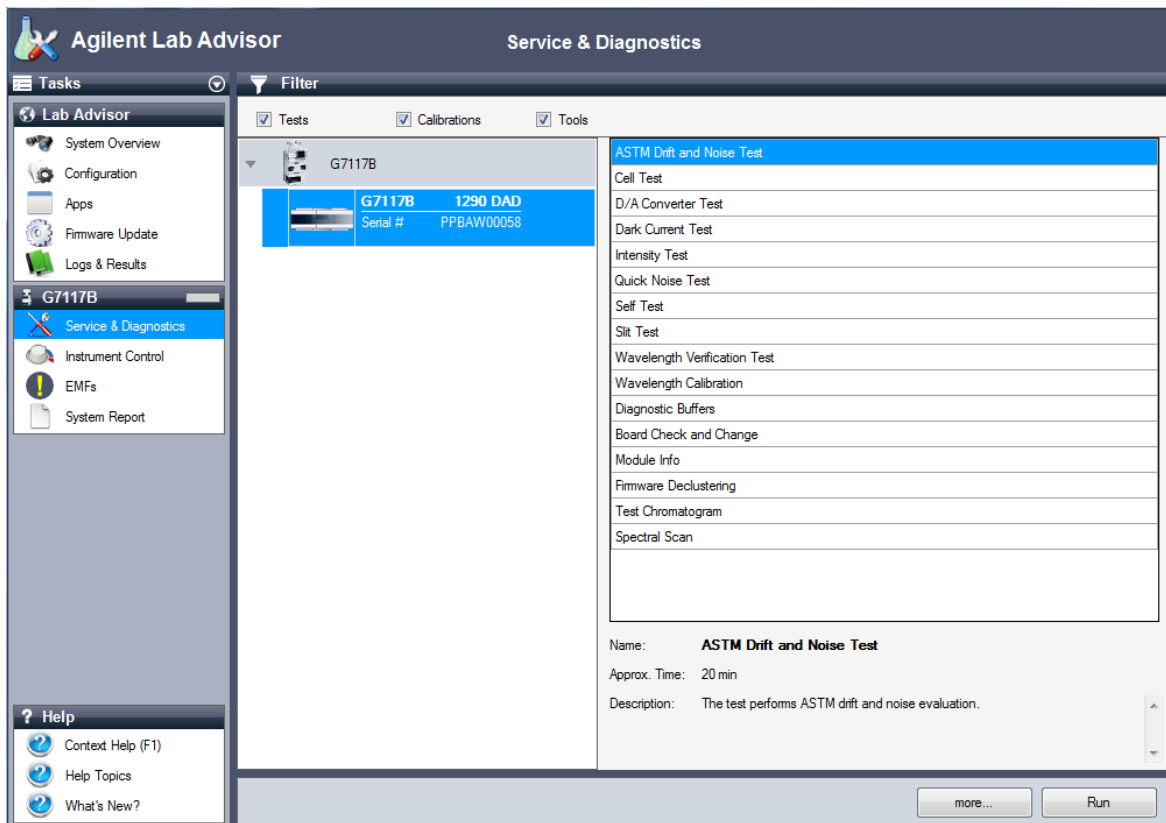 Agilent Lab Advisor
Service & Diagnostics
Tasks
Lab Advisor
System Overview
Configuration
Apps
Firmware Update
Logs & Results
G7117B
Service & Diagnostics
Instrument Control
EMFs
System Report
? Help
Context Help (F1)
Help Topics
What's New?
Filter
Tests Calibrations Tools
G7117B
G7117B 1290 DAD
Serial # PPBAW00058
ASTM Drift and Noise Test
Cell Test
D/A Converter Test
Dark Current Test
Intensity Test
Quick Noise Test
Self Test
Slit Test
Wavelength Verification Test
Wavelength Calibration
Diagnostic Buffers
Board Check and Change
Module Info
Firmware Declustering
Test Chromatogram
Spectral Scan
Name: ASTM Drift and Noise Test
Approx. Time: 20 min
Description: The test performs ASTM drift and noise evaluation.
more... Run